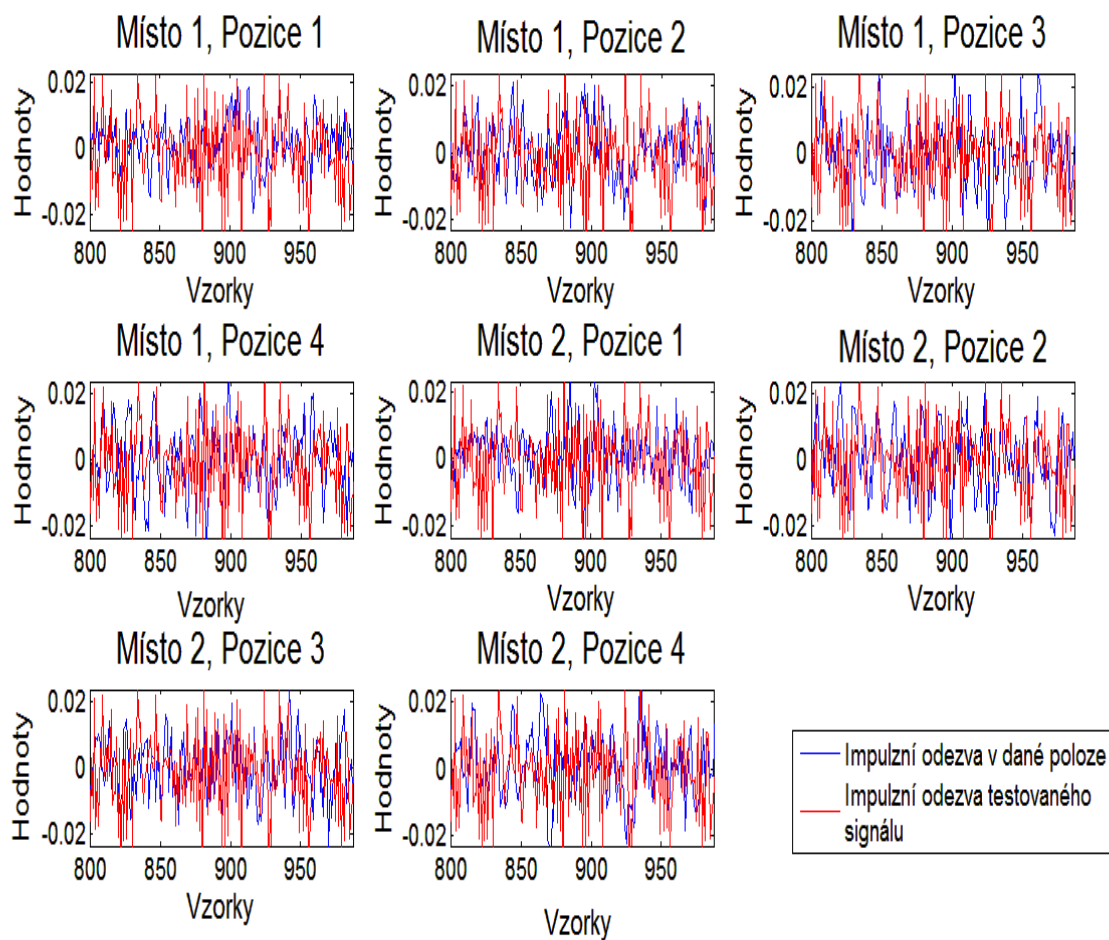 Místo 1, Pozice 1
Hodnoty
0.02
0
-0.02
800 850 900 950
Vzorky
Místo 1, Pozice 2
Hodnoty
0.02
0
-0.02
800 850 900 950
Vzorky
Místo 1, Pozice 3
Hodnoty
0.02
0
-0.02
800 850 900 950
Vzorky
Místo 1, Pozice 4
Hodnoty
0.02
0
-0.02
800 850 900 950
Vzorky
Místo 2, Pozice 1
Hodnoty
0.02
0
-0.02
800 850 900 950
Vzorky
Místo 2, Pozice 2
Hodnoty
0.02
0
-0.02
800 850 900 950
Vzorky
Místo 2, Pozice 3
Hodnoty
0.02
0
-0.02
800 850 900 950
Vzorky
Místo 2, Pozice 4
Hodnoty
0.02
0
-0.02
800 850 900 950
Vzorky
Impulzní odezva v dané poloze
Impulzní odezva testovaného
signálu